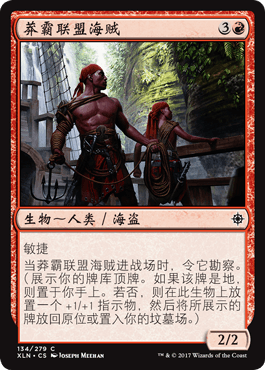 莽霸联盟海贼 3
生物~人类/海盗
敏捷
当莽霸联盟海贼进战场时，令它勘察。
（展示你的牌库顶牌。如果该牌是地，
则置于你手上。若否，则在此生物上放
置一个+1/+1指示物，然后将所展示的
牌放回原位或置入你的坟墓场。）
2/2
134/279 C
XLN • CS Joseph Meehan
™ & © 2017 Wizards of the Coast